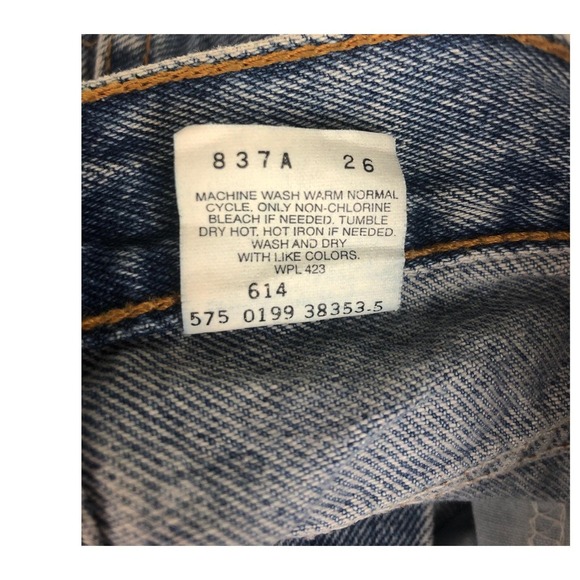 837A 26
MACHINE WASH WARM NORMAL
CYCLE. ONLY NON-CHLORINE
BLEACH IF NEEDED. TUMBLE
DRY HOT. HOT IRON IF NEEDED.
WASH AND DRY
WITH LIKE COLORS.
WPL 423
614
575 0199 38353-5